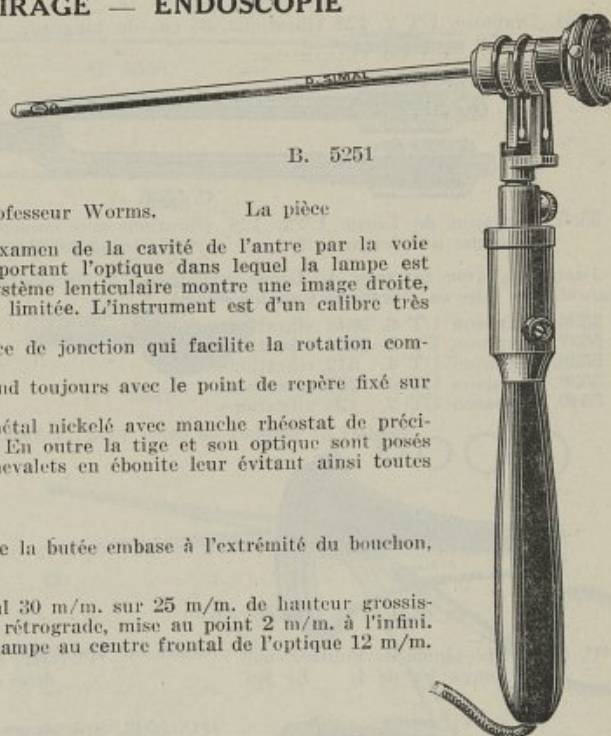 IRAGE — ENDOSCOPIE
D. SIMAL
B. 5251
ofesseur Worms. La pièce
examen de la cavité de l'antre par la voie
portant l'optique dans lequel la lampe est
stème lenticulaire montre une image droite,
limitée. L'instrument est d'un calibre très
ce de jonction qui facilite la rotation com-
nd toujours avec le point de repère fixé sur
étal nickelé avec manche rhéostat de préci-
En outre la tige et son optique sont posés
hevalets en ébonite leur évitant ainsi toutes
e la butée embase à l'extrémité du bouchon,
al 30 m/m. sur 25 m/m. de hauteur grossis-
rétrograde, mise au point 2 m/m. à l'infini.
lampe au centre frontal de l'optique 12 m/m.